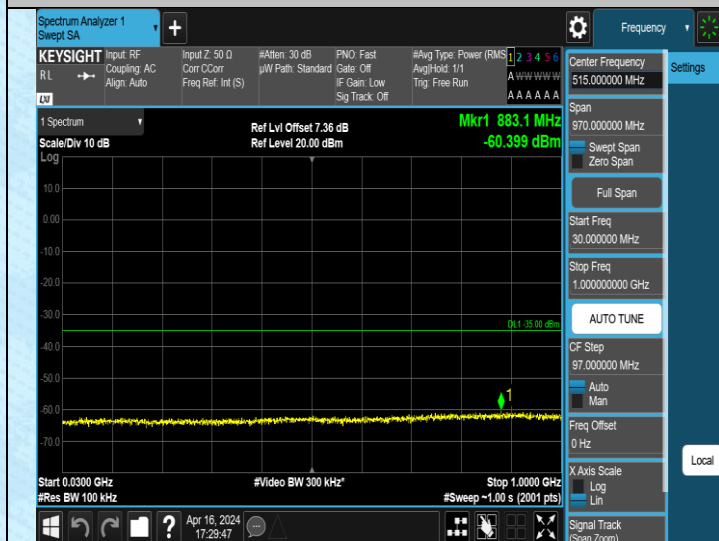 Spectrum Analyzer 1
Swept SA
+
Frequency
KEYSIGHT
RL
LXI
Input: RF
Coupling: AC
Align: Auto
Input Z: 50 Ω
Corr CCorr
Freq Ref: Int (S)
#Atten: 30 dB
µW Path: Standard
PNO: Fast
Gate: Off
IF Gain: Low
Sig Track: Off
#Avg Type: Power (RMS
Avg|Hold: 1/1
Trig: Free Run
1 2 3 4 5 6
A W W W W W
A A A A A A
1 Spectrum
Scale/Div 10 dB
Log
Ref Lvl Offset 7.36 dB
Ref Level 20.00 dBm
Mkr1 883.1 MHz
-60.399 dBm
10.0
0.00
-10.0
-20.0
-30.0
-40.0
-50.0
-60.0
-70.0
DL1 -35.00 dBm
1
Start 0.0300 GHz
#Res BW 100 kHz
#Video BW 300 kHz*
Stop 1.0000 GHz
#Sweep ~1.00 s (2001 pts)
Center Frequency
515.000000 MHz
Span
970.000000 MHz
Swept Span
Zero Span
Full Span
Start Freq
30.000000 MHz
Stop Freq
1.000000000 GHz
AUTO TUNE
CF Step
97.000000 MHz
Auto
Man
Freq Offset
0 Hz
X Axis Scale
Log
Lin
Signal Track
(Span Zoom)
Settings
Local
?
Apr 16, 2024
17:29:47